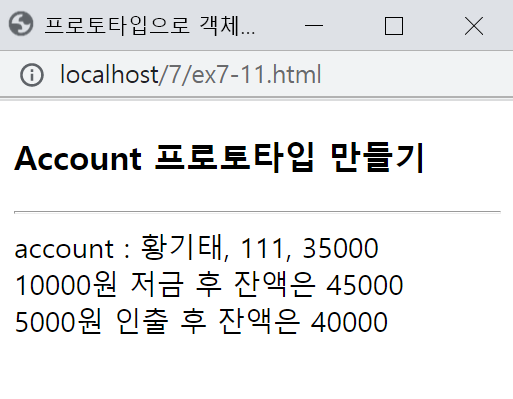 프로토타입으로 객체...
localhost/7/ex7-11.html
Account 프로토타입 만들기
account : 황기태, 111, 35000
10000원 저금 후 잔액은 45000
5000원 인출 후 잔액은 40000